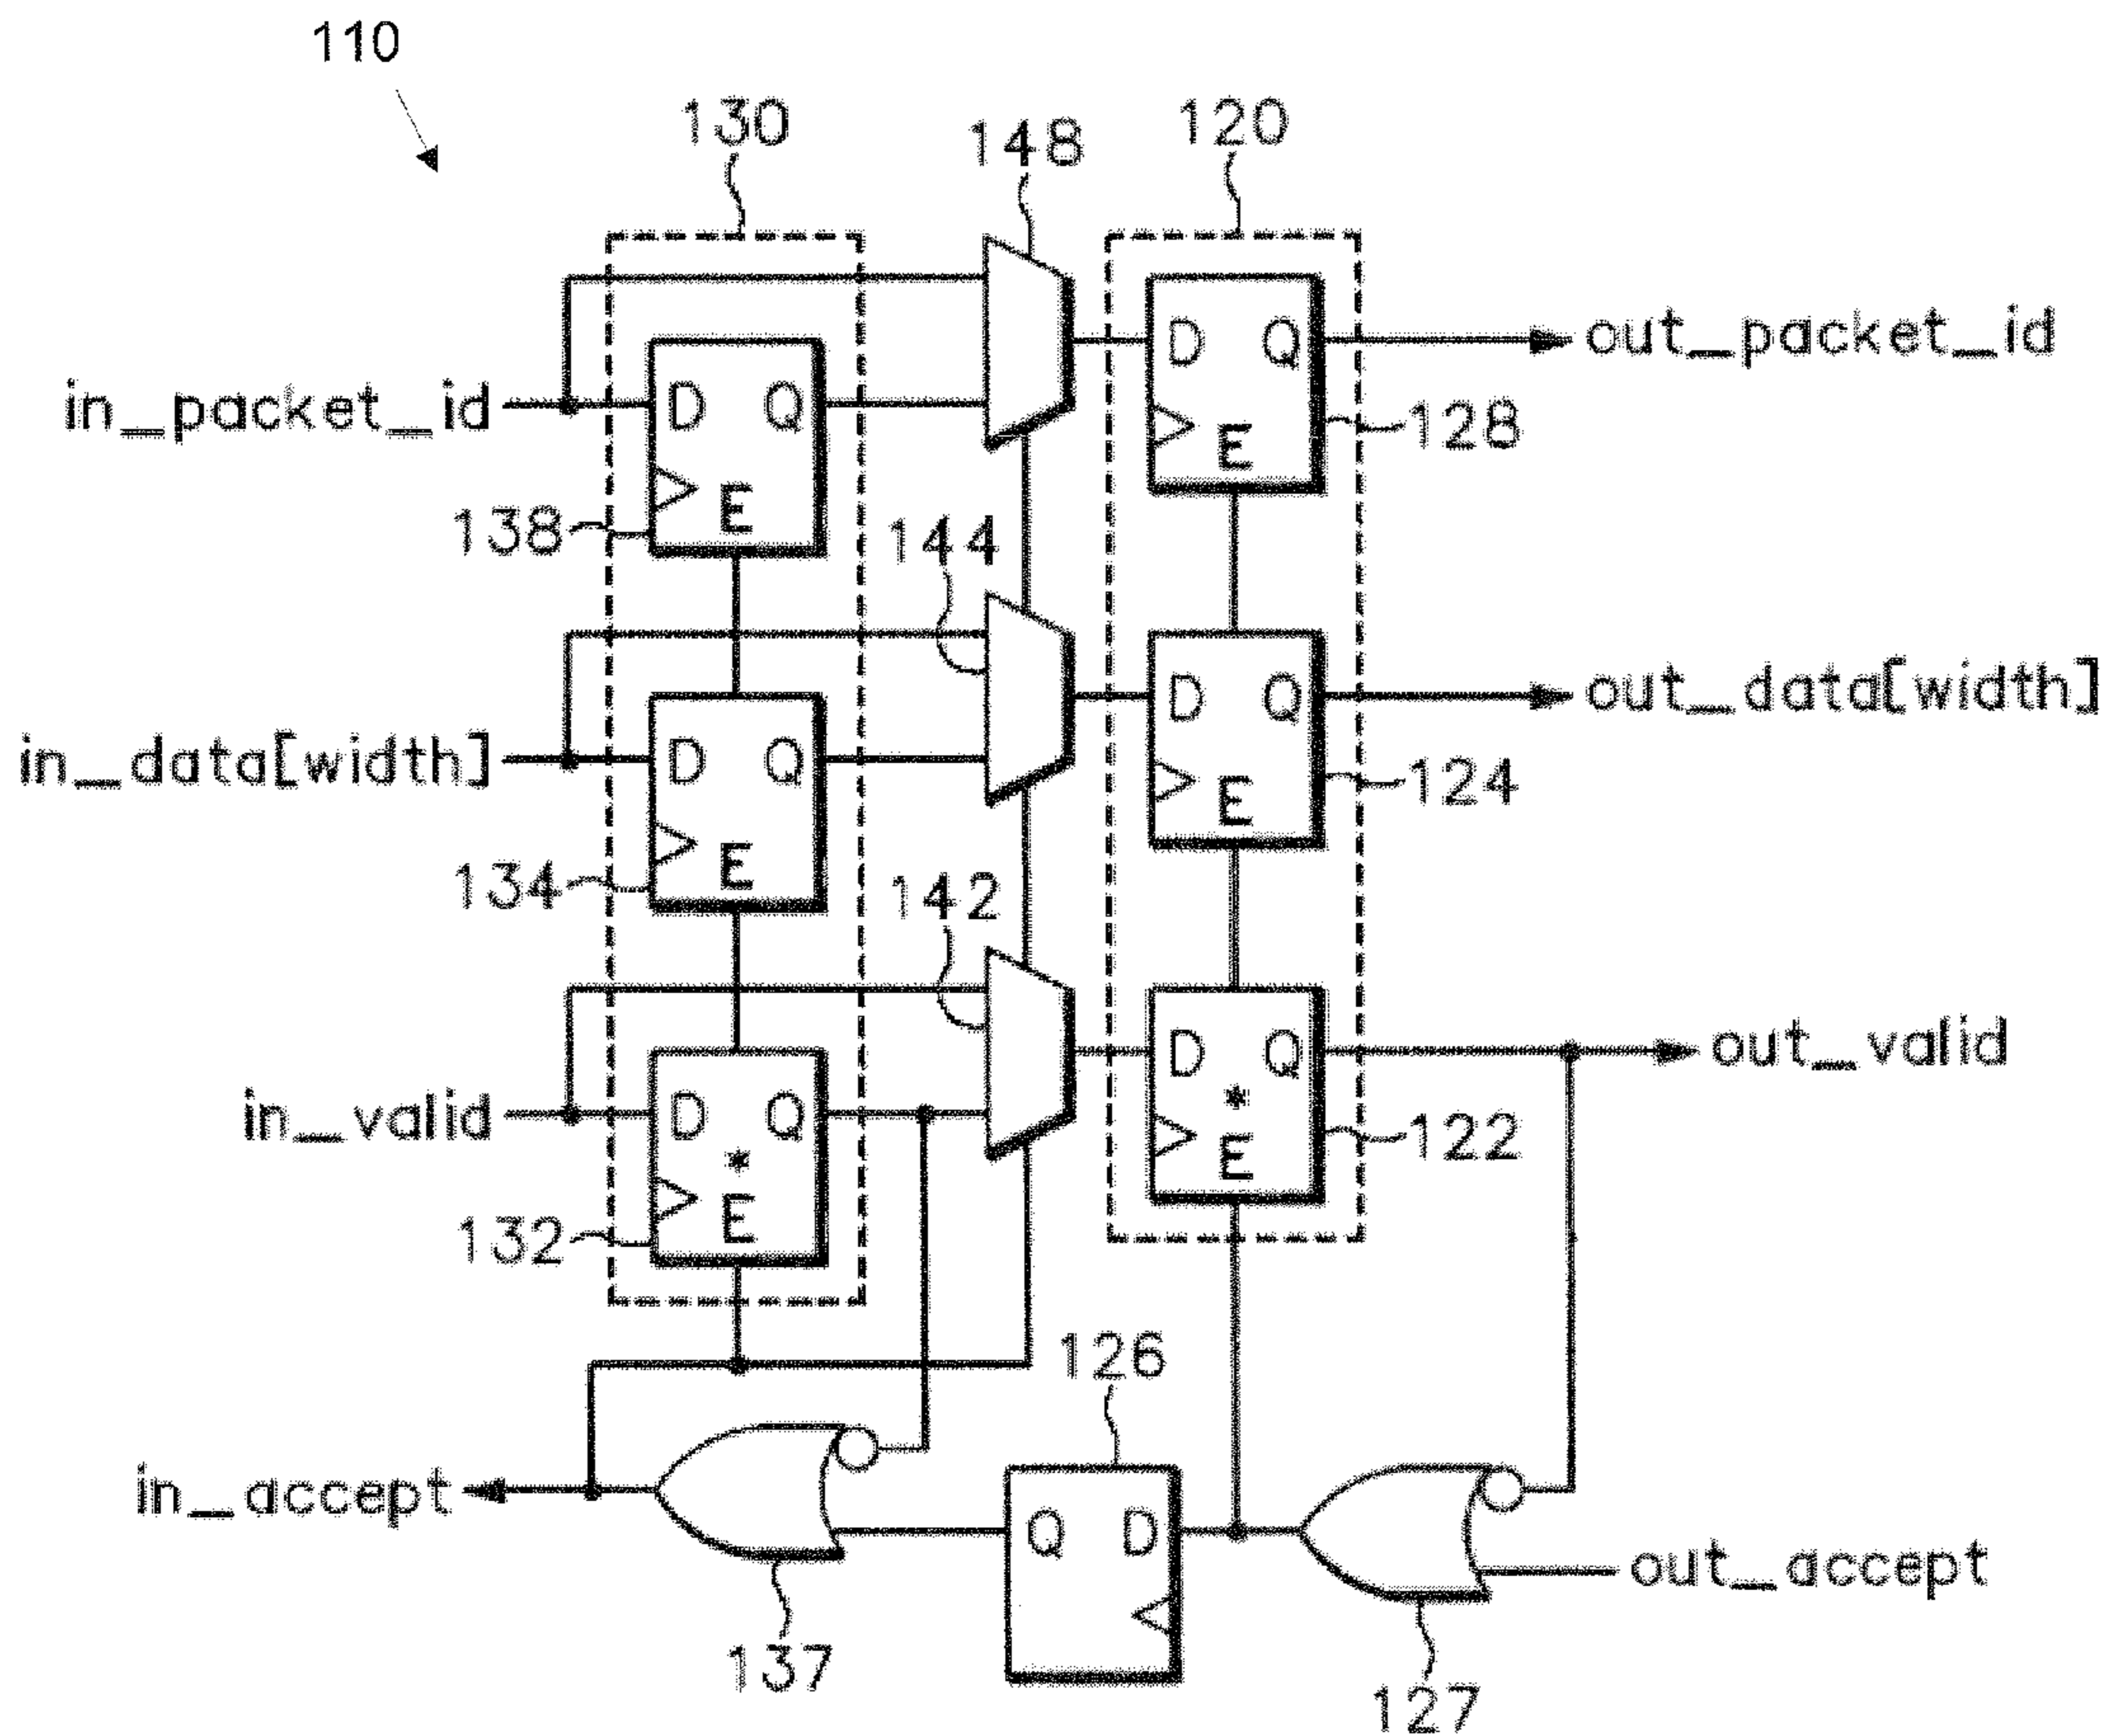 110
130
148
120
in_packet_id
D Q
E
138
D Q
E
128
out_packet_id
144
in_data[width]
D Q
E
134
D Q
E
124
out_data[width]
142
in_valid
D Q
*
E
132
D Q
*
E
122
out_valid
126
in_accept
137
Q D
127
out_accept